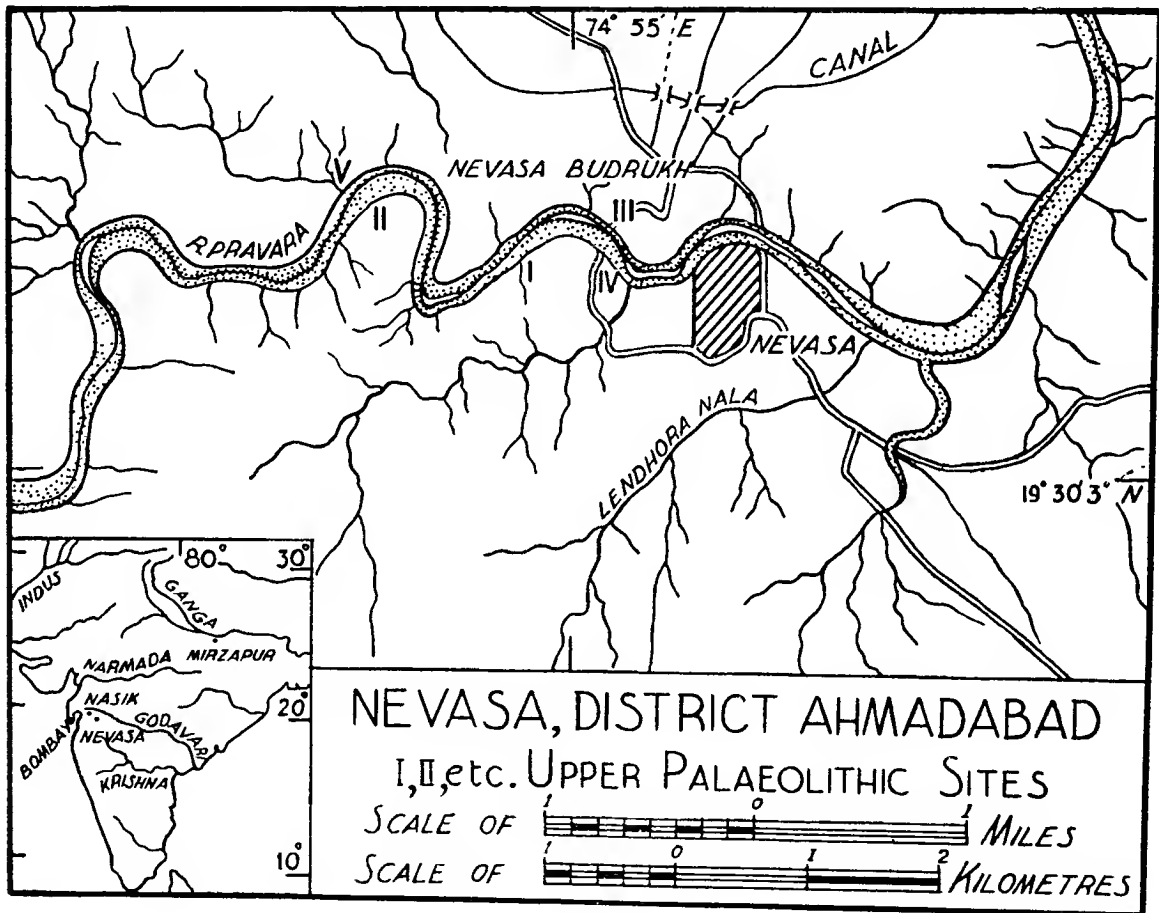 74° 55' E
CANAL
V
NEVASA BUDRUKH
II
III
R.PRAVARA
I
IV
NEVASA
LENDHORA NALA
19° 30' 3" N
80°
30°
INDUS
GANGA
NARMADA
MIRZAPUR
NASIK
20°
GODAVARI
BOMBAY
NEVASA
KRISHNA
10°
NEVASA, DISTRICT AHMADABAD
I,II,etc. UPPER PALAEOLITHIC SITES
SCALE OF 1 0 1 MILES
SCALE OF 1 0 1 2 KILOMETRES